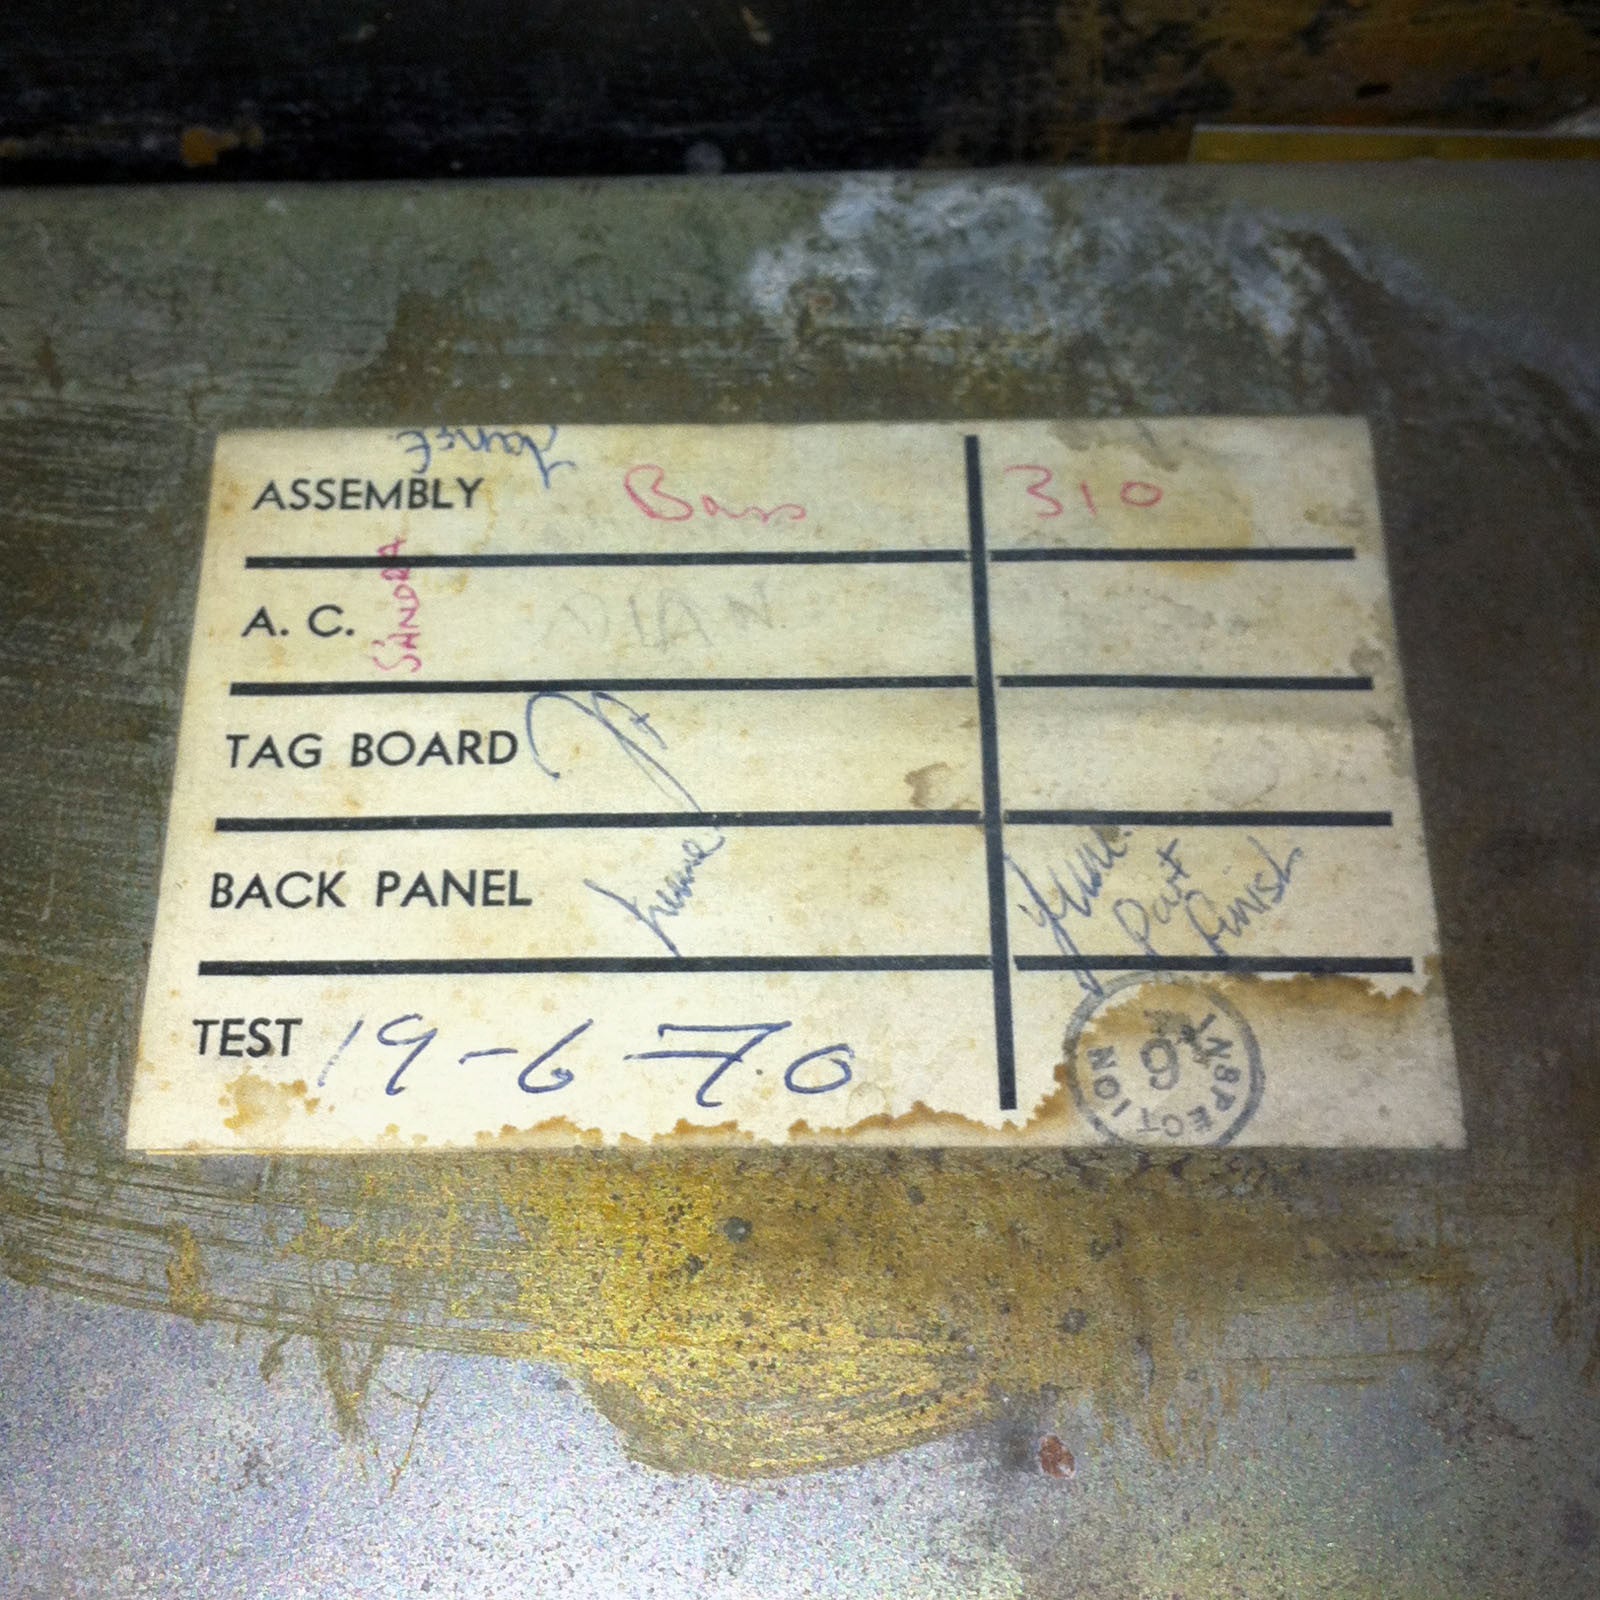 ASSEMBLY Bass 310
A. C. SANDRA DIAN
TAG BOARD
BACK PANEL Part Finish
TEST 19-6-70
INSPECTION 6